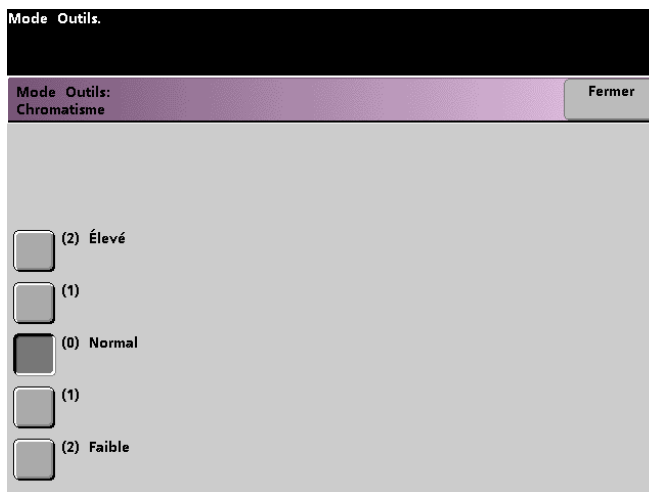 Mode Outils.
Mode Outils:
Chromatisme
Fermer
(2) Élevé
(1)
(0) Normal
(1)
(2) Faible